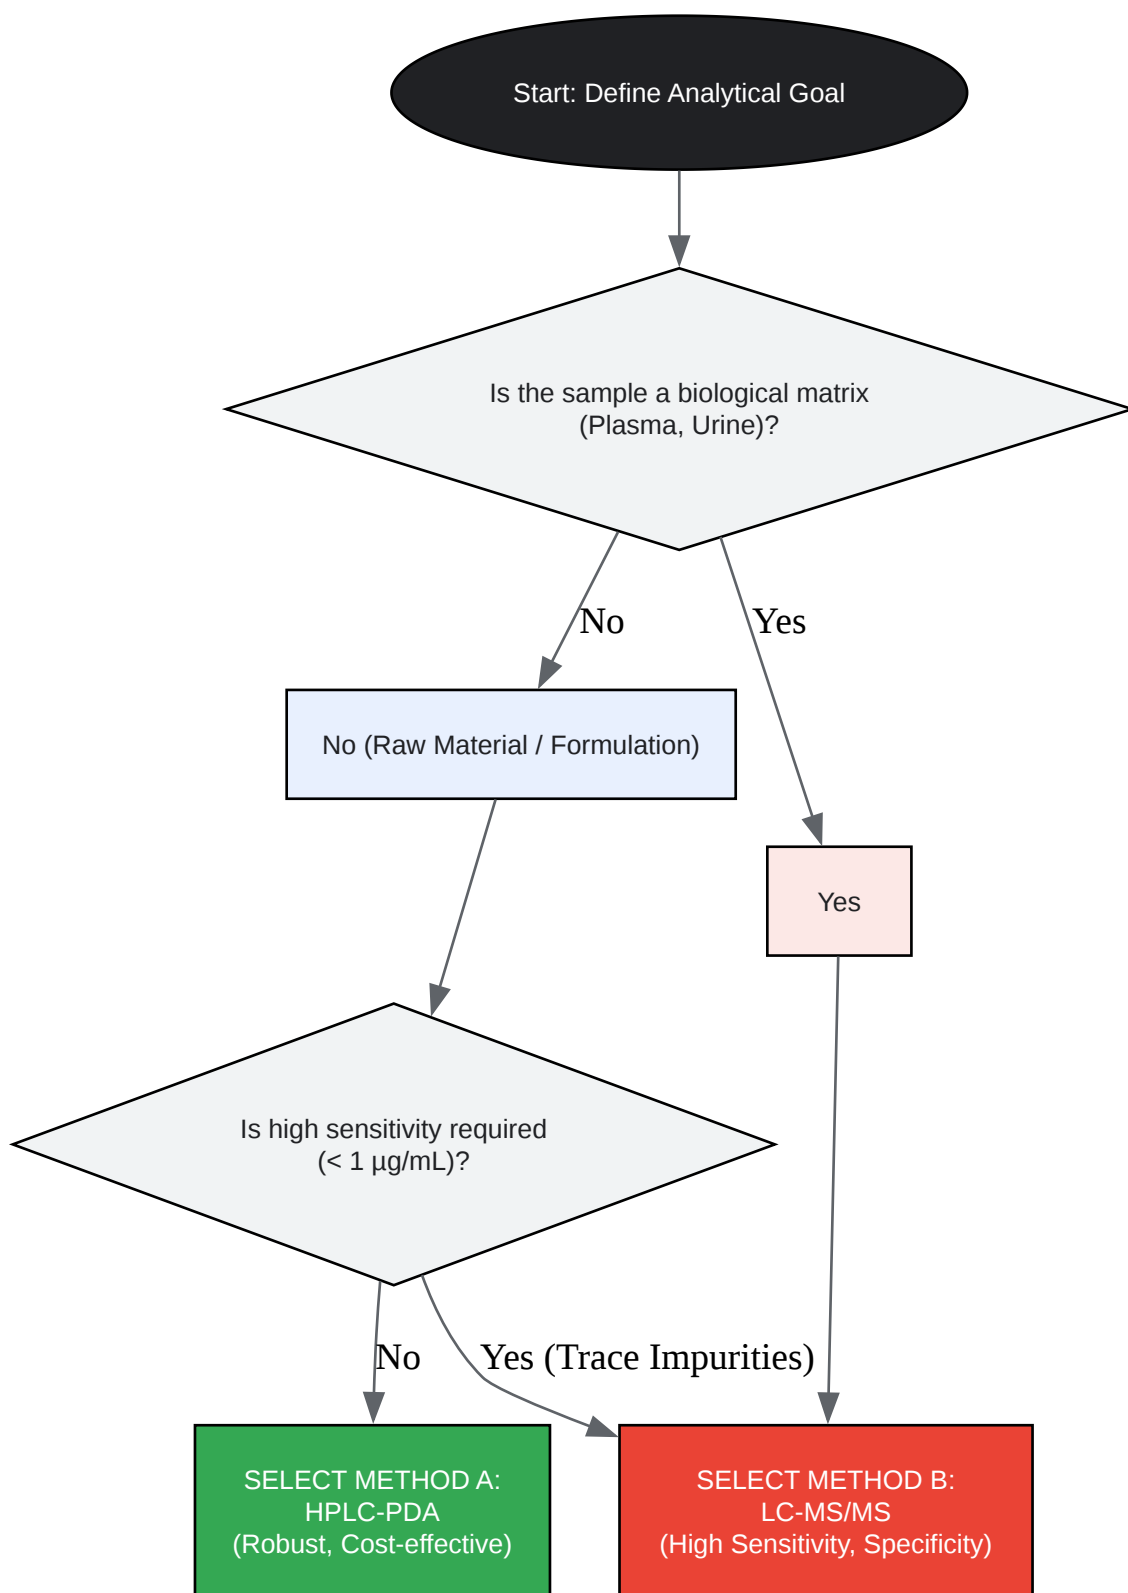 Start: Define Analytical Goal
Is the sample a biological matrix
(Plasma, Urine)?
No
Yes
No (Raw Material / Formulation)
Yes
Is high sensitivity required
(< 1 µg/mL)?
No
Yes (Trace Impurities)
SELECT METHOD A:
HPLC-PDA
(Robust, Cost-effective)
SELECT METHOD B:
LC-MS/MS
(High Sensitivity, Specificity)